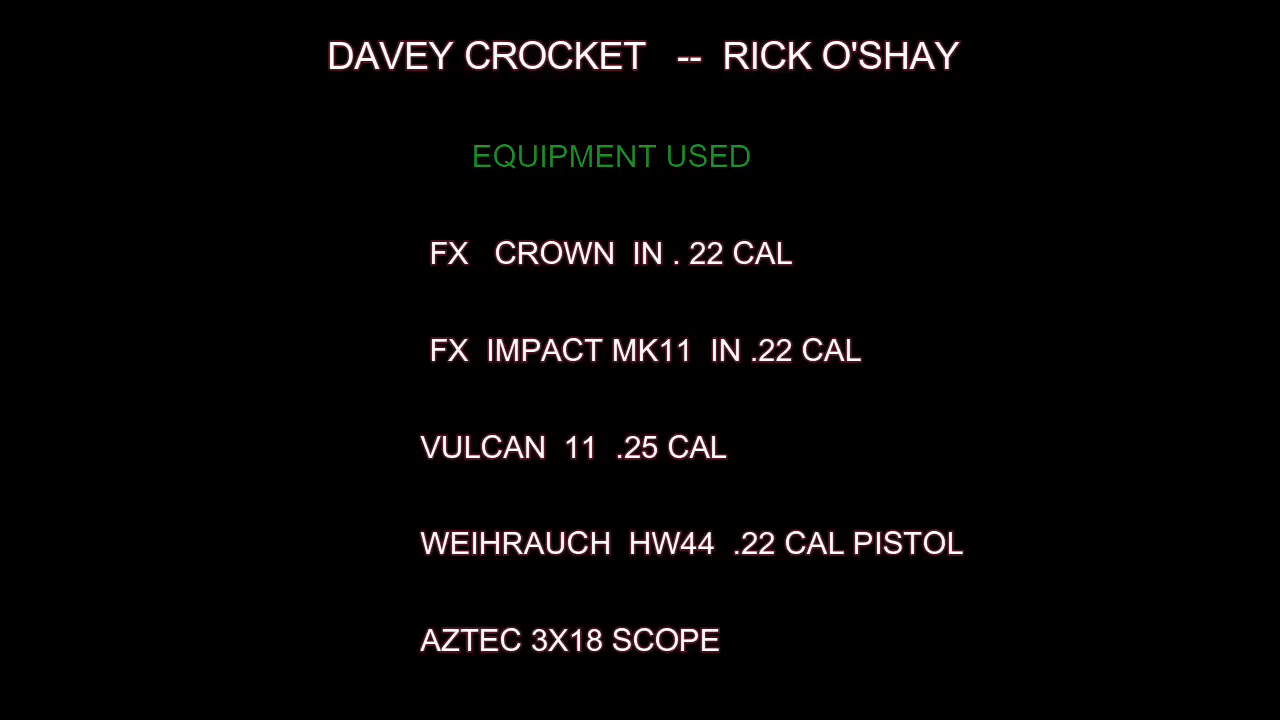 DAVEY CROCKET -- RICK O'SHAY
EQUIPMENT USED
FX CROWN IN . 22 CAL
FX IMPACT MK11 IN .22 CAL
VULCAN 11 .25 CAL
WEIHRAUCH HW44 .22 CAL PISTOL
AZTEC 3X18 SCOPE